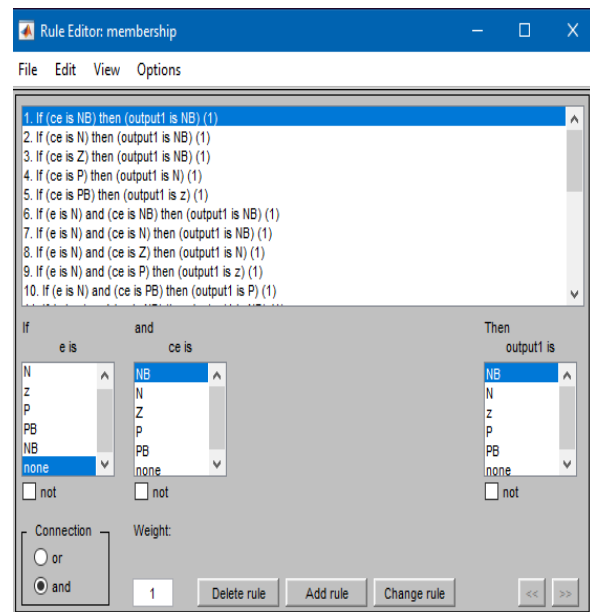 Rule Editor: membership
File Edit View Options
1. If (ce is NB) then (output1 is NB) (1)
2. If (ce is N) then (output1 is NB) (1)
3. If (ce is Z) then (output1 is NB) (1)
4. If (ce is P) then (output1 is N) (1)
5. If (ce is PB) then (output1 is z) (1)
6. If (e is N) and (ce is NB) then (output1 is NB) (1)
7. If (e is N) and (ce is N) then (output1 is NB) (1)
8. If (e is N) and (ce is Z) then (output1 is N) (1)
9. If (e is N) and (ce is P) then (output1 is z) (1)
10. If (e is N) and (ce is PB) then (output1 is P) (1)
If and Then
e is ce is output1 is
N NB NB
z N N
P Z z
PB P P
NB PB PB
none none none
not not not
Connection Weight:
or
and 1 Delete rule Add rule Change rule << >>